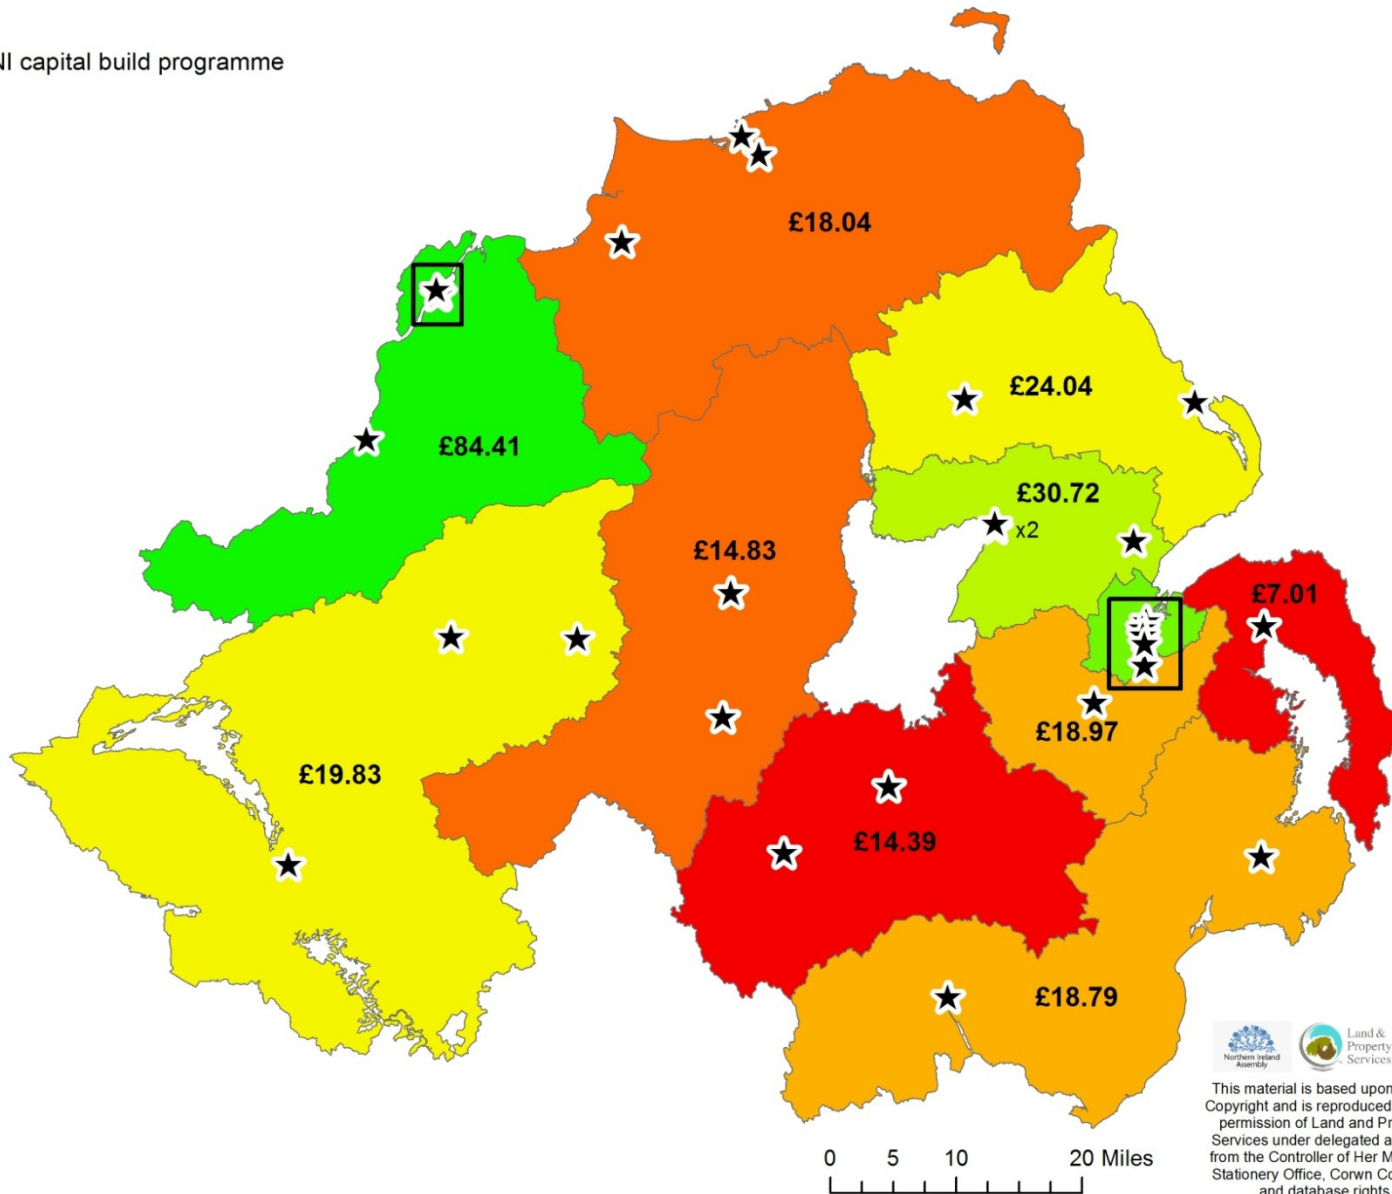 NI capital build programme
£18.04
£24.04
£84.41
£30.72
x2
£14.83
£7.01
£18.97
£19.83
£14.39
£18.79
Northern Ireland
Assembly
Land &
Property
Services
This material is based upon
Copyright and is reproduced
permission of Land and Pr
Services under delegated a
from the Controller of Her M
Stationery Office, Corwn Co
and database rights
0 5 10 20 Miles